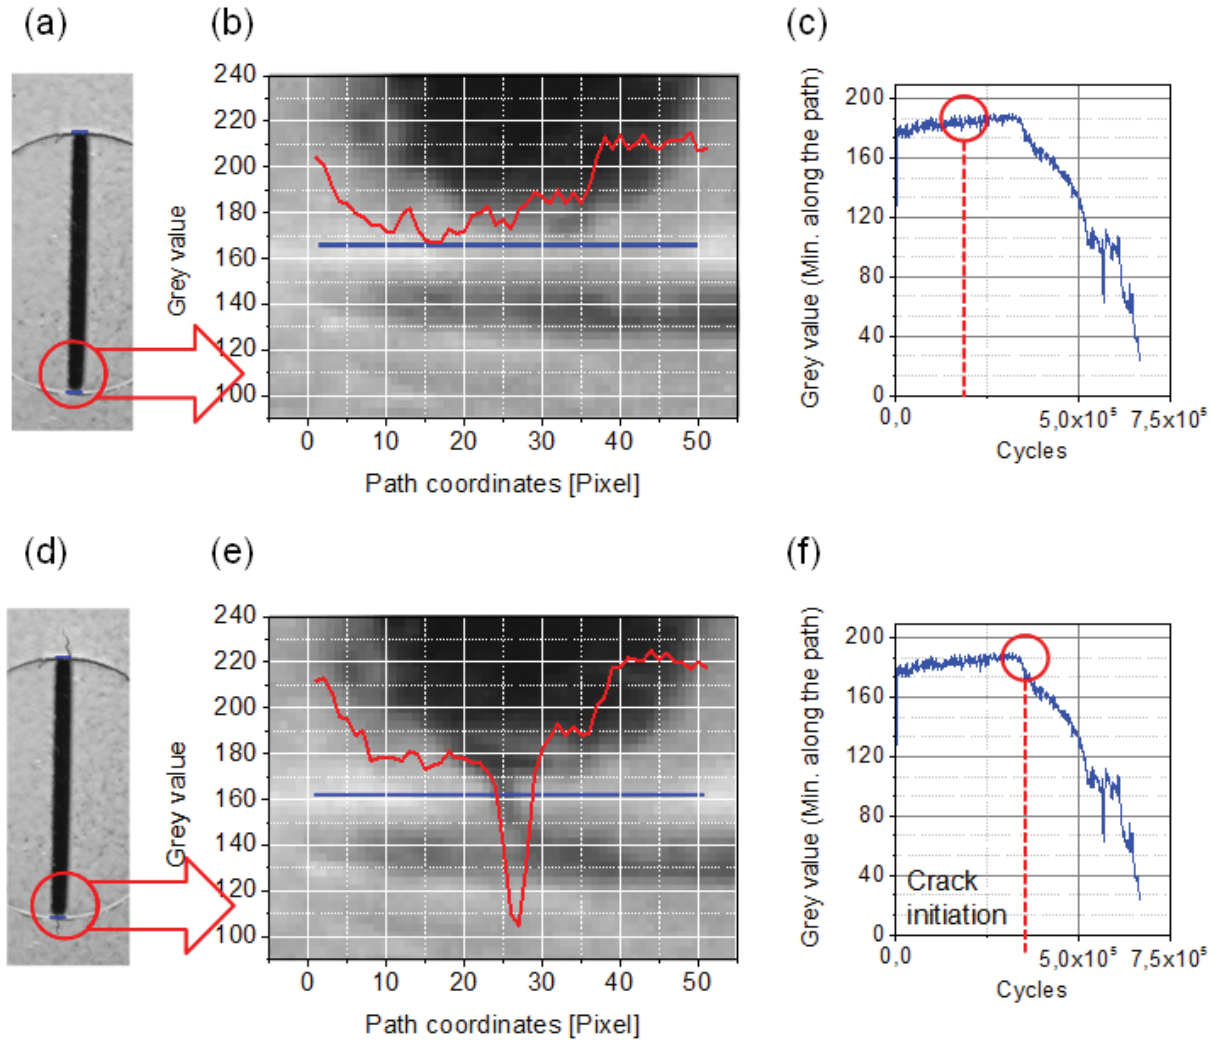 (a)
(b)
(c)
Grey value
240
220
200
180
160
140
120
100
0
10
20
30
40
50
Path coordinates [Pixel]
Grey value (Min. along the path)
200
160
120
80
40
0
0,0
5,0x10⁵
7,5x10⁵
Cycles
(d)
(e)
(f)
Grey value
240
220
200
180
160
140
120
100
0
10
20
30
40
50
Path coordinates [Pixel]
Grey value (Min. along the path)
200
160
120
80
40
0
Crack
initiation
0,0
5,0x10⁵
7,5x10⁵
Cycles